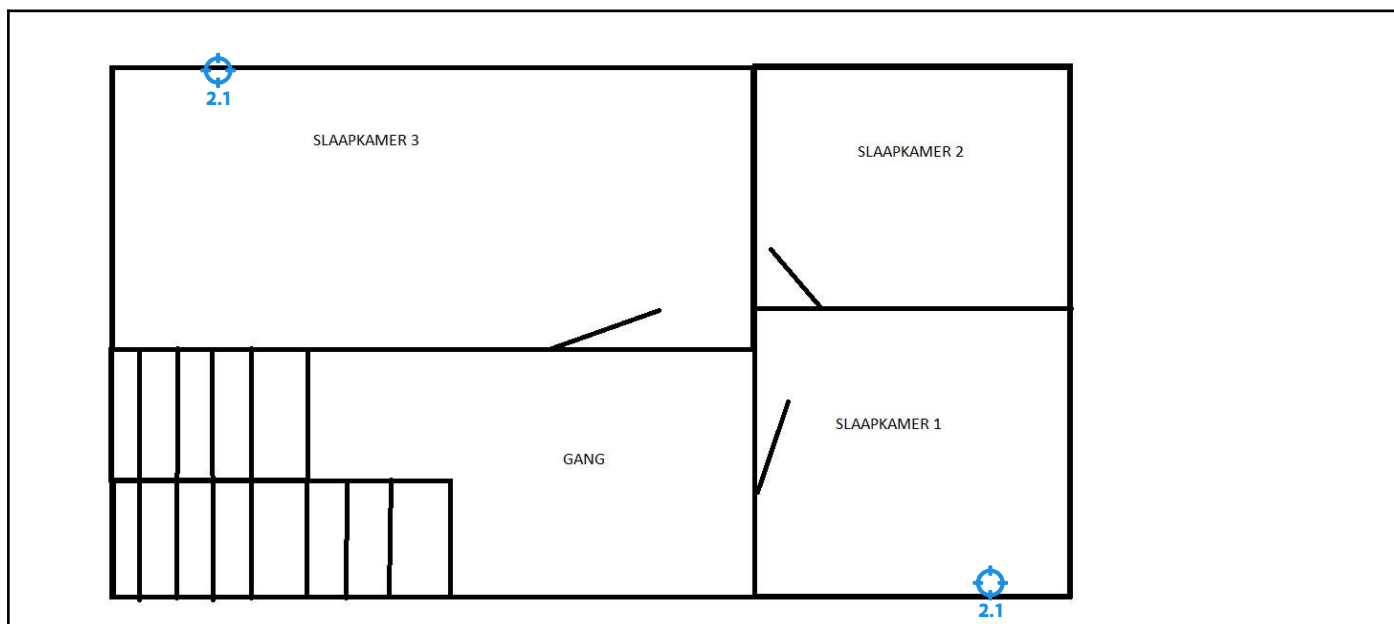 2.1
SLAAPKAMER 3
SLAAPKAMER 2
SLAAPKAMER 1
GANG
2.1